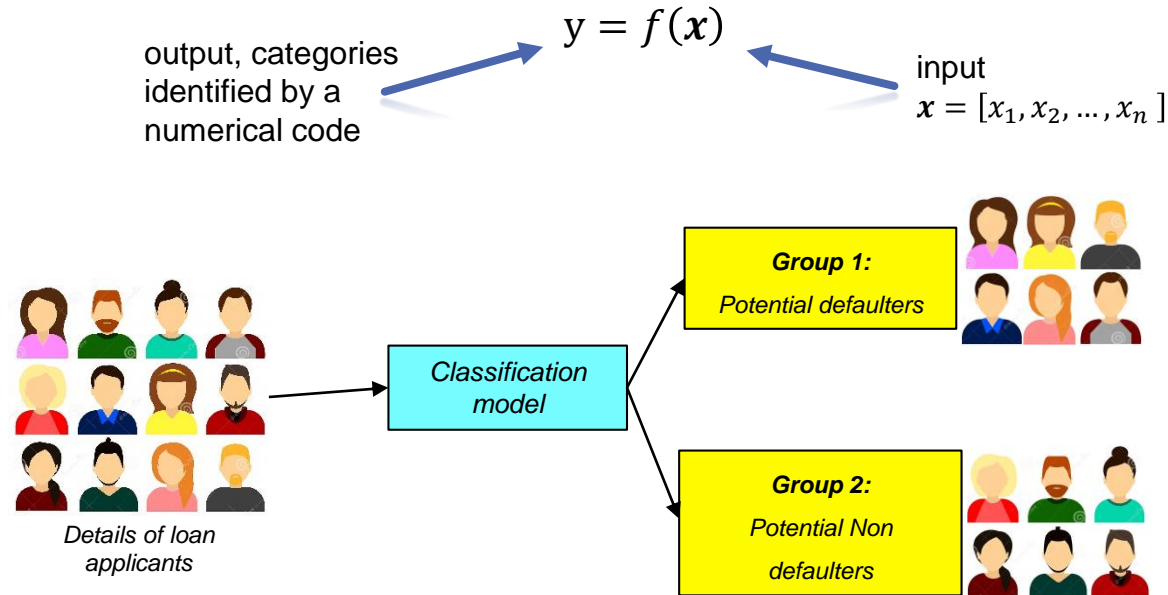 y = f(x)
output, categories
identified by a
numerical code
input
x = [x₁, x₂, … , xₙ ]
Group 1:
Potential defaulters
Classification
model
Group 2:
Potential Non
defaulters
Details of loan
applicants